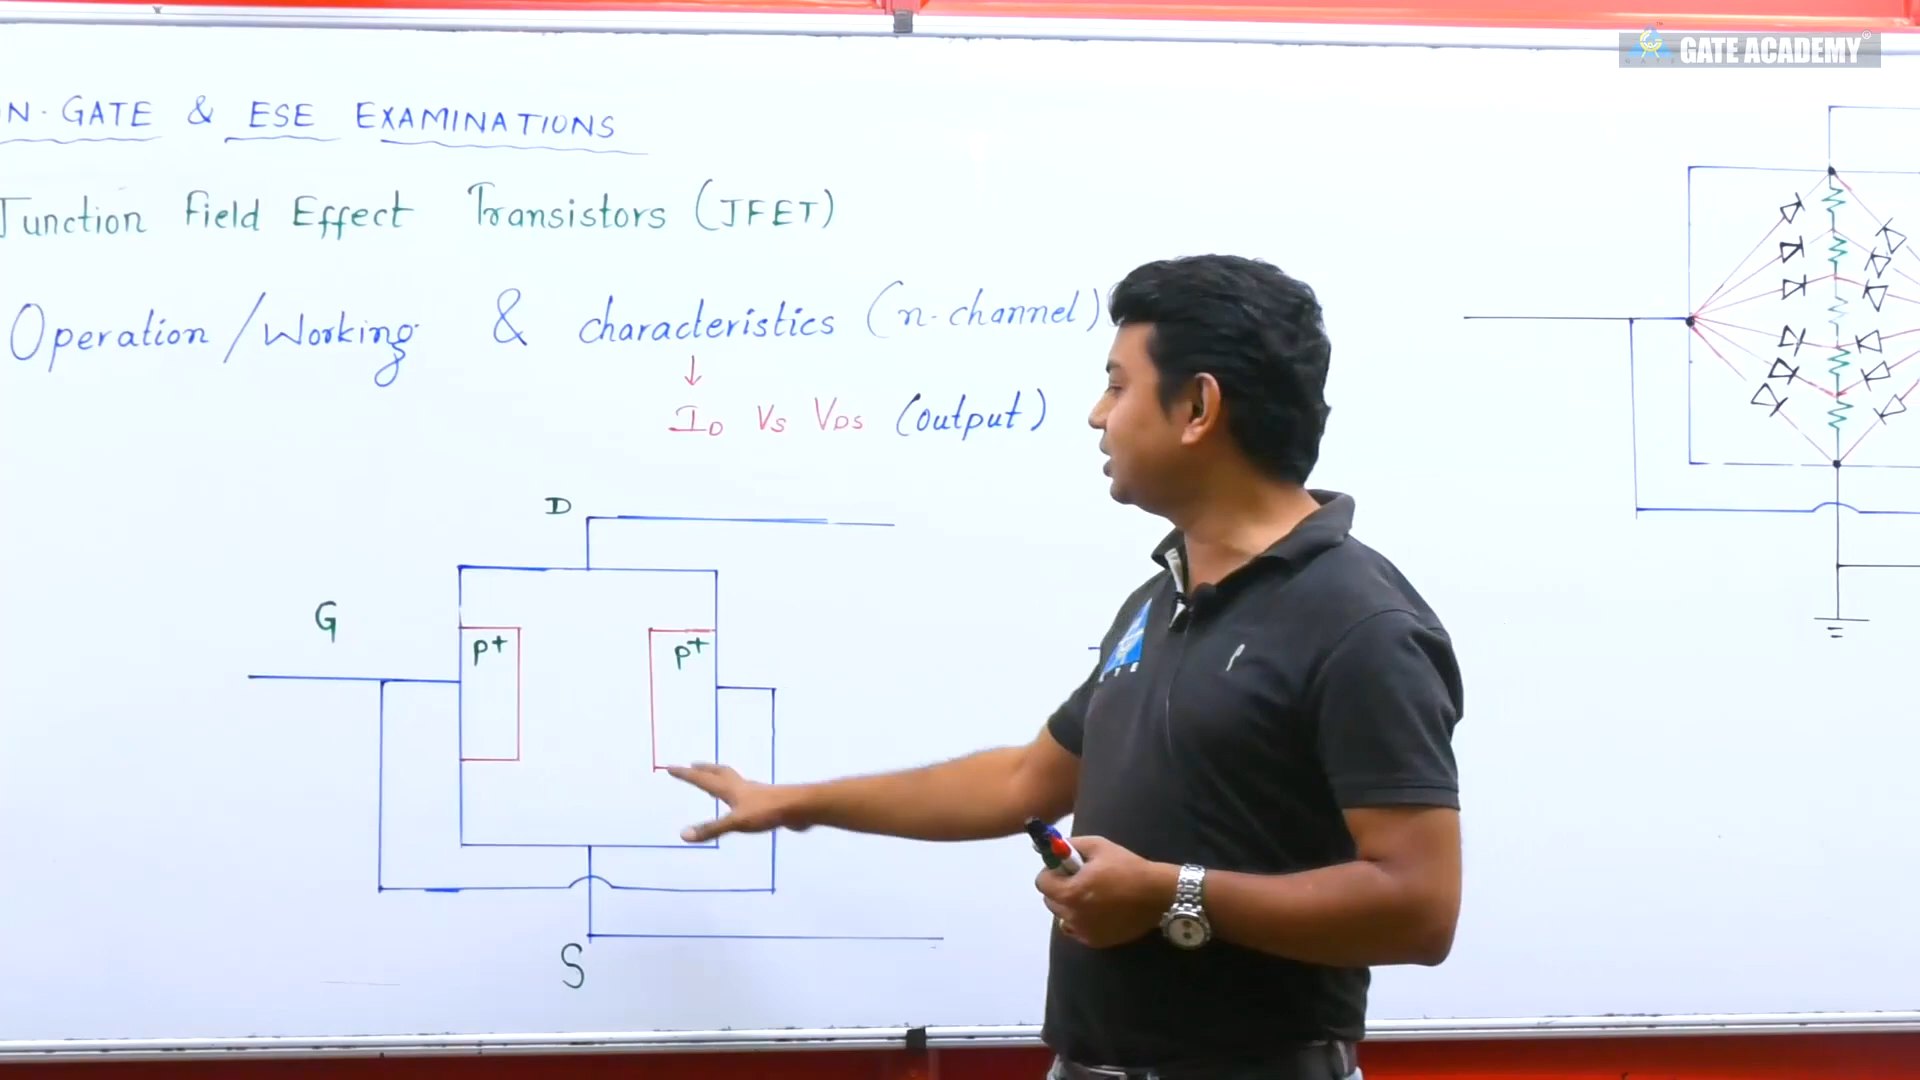 N-GATE & ESE EXAMINATIONS
Junction Field Effect Transistors (JFET)
Operation/Working & characteristics (n-channel)
↓
ID Vs VDS (output)
D
G
P+ P+
S
GATE ACADEMY